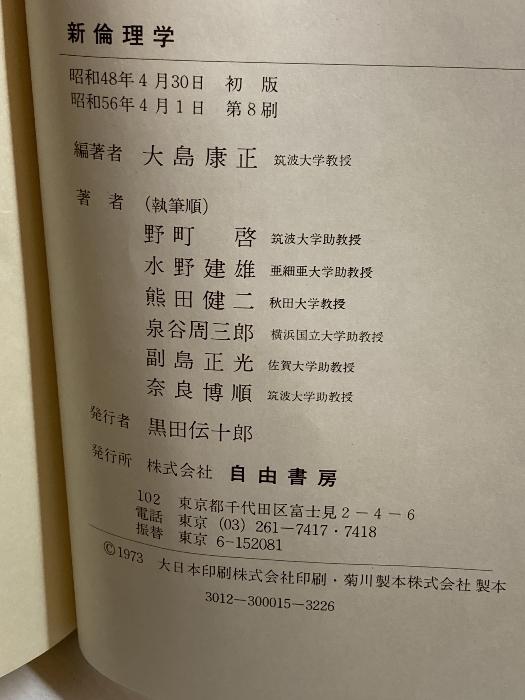 新倫理学
昭和48年4月30日 初版
昭和56年4月1日 第8刷
編著者 大島康正 筑波大学教授
著者 (執筆順)
野町 啓 筑波大学助教授
水野建雄 亜細亜大学助教授
熊田健二 秋田大学教授
泉谷周三郎 横浜国立大学助教授
副島正光 佐賀大学助教授
奈良博順 筑波大学助教授
発行者 黒田伝十郎
発行所 株式会社 自由書房
102 東京都千代田区富士見2-4-6
電話 東京 (03) 261—7417・7418
振替 東京 6-152081
©1973 大日本印刷株式会社印刷・菊川製本株式会社製本
3012—300015—3226